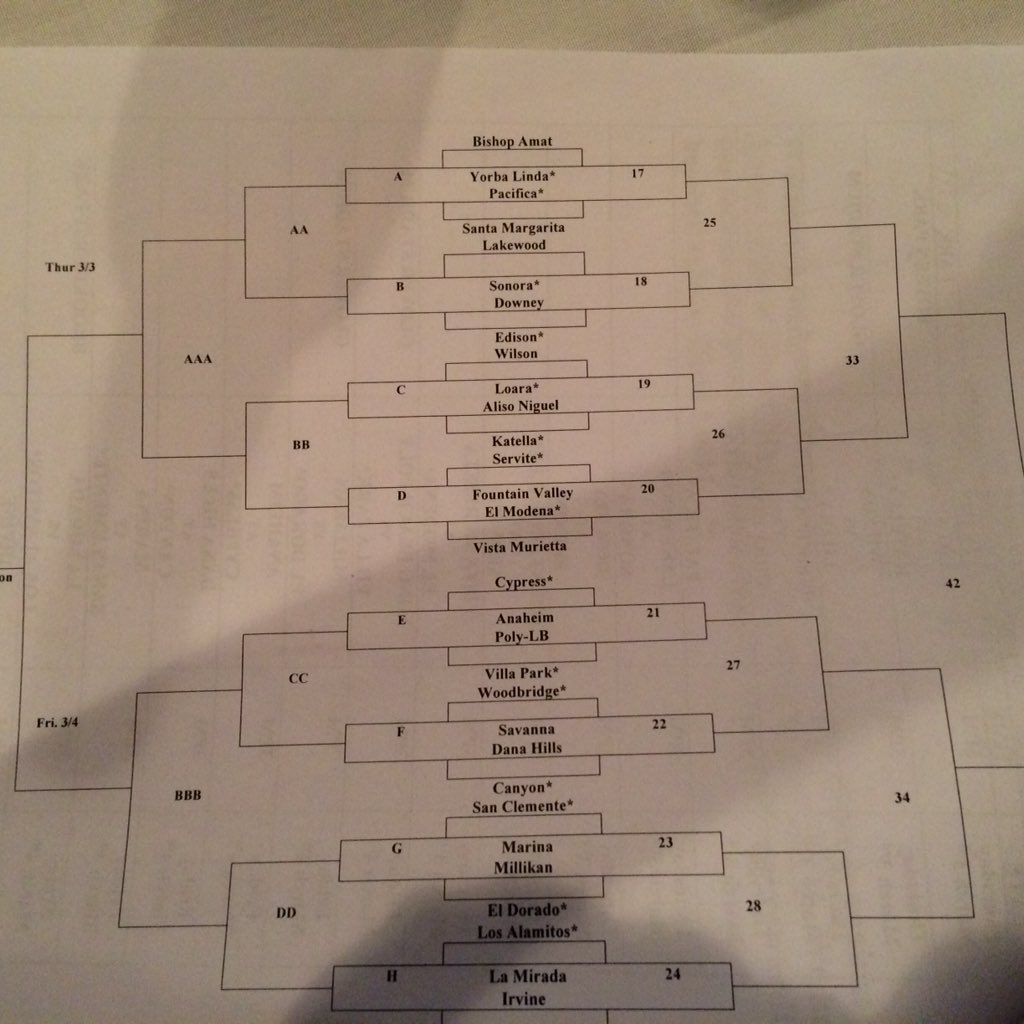 Bishop Amat
A Yorba Linda* 17
Pacifica*
AA Santa Margarita 25
Lakewood
Thur 3/3
B Sonora* 18
Downey
Edison*
AAA Wilson 33
C Loara* 19
Aliso Niguel
BB Katella* 26
Servite*
D Fountain Valley 20
El Modena*
Vista Murietta
on Cypress* 42
E Anaheim 21
Poly-LB
CC Villa Park* 27
Woodbridge*
Fri. 3/4
F Savanna 22
Dana Hills
BBB Canyon* 34
San Clemente*
G Marina 23
Millikan
DD El Dorado* 28
Los Alamitos*
H La Mirada 24
Irvine